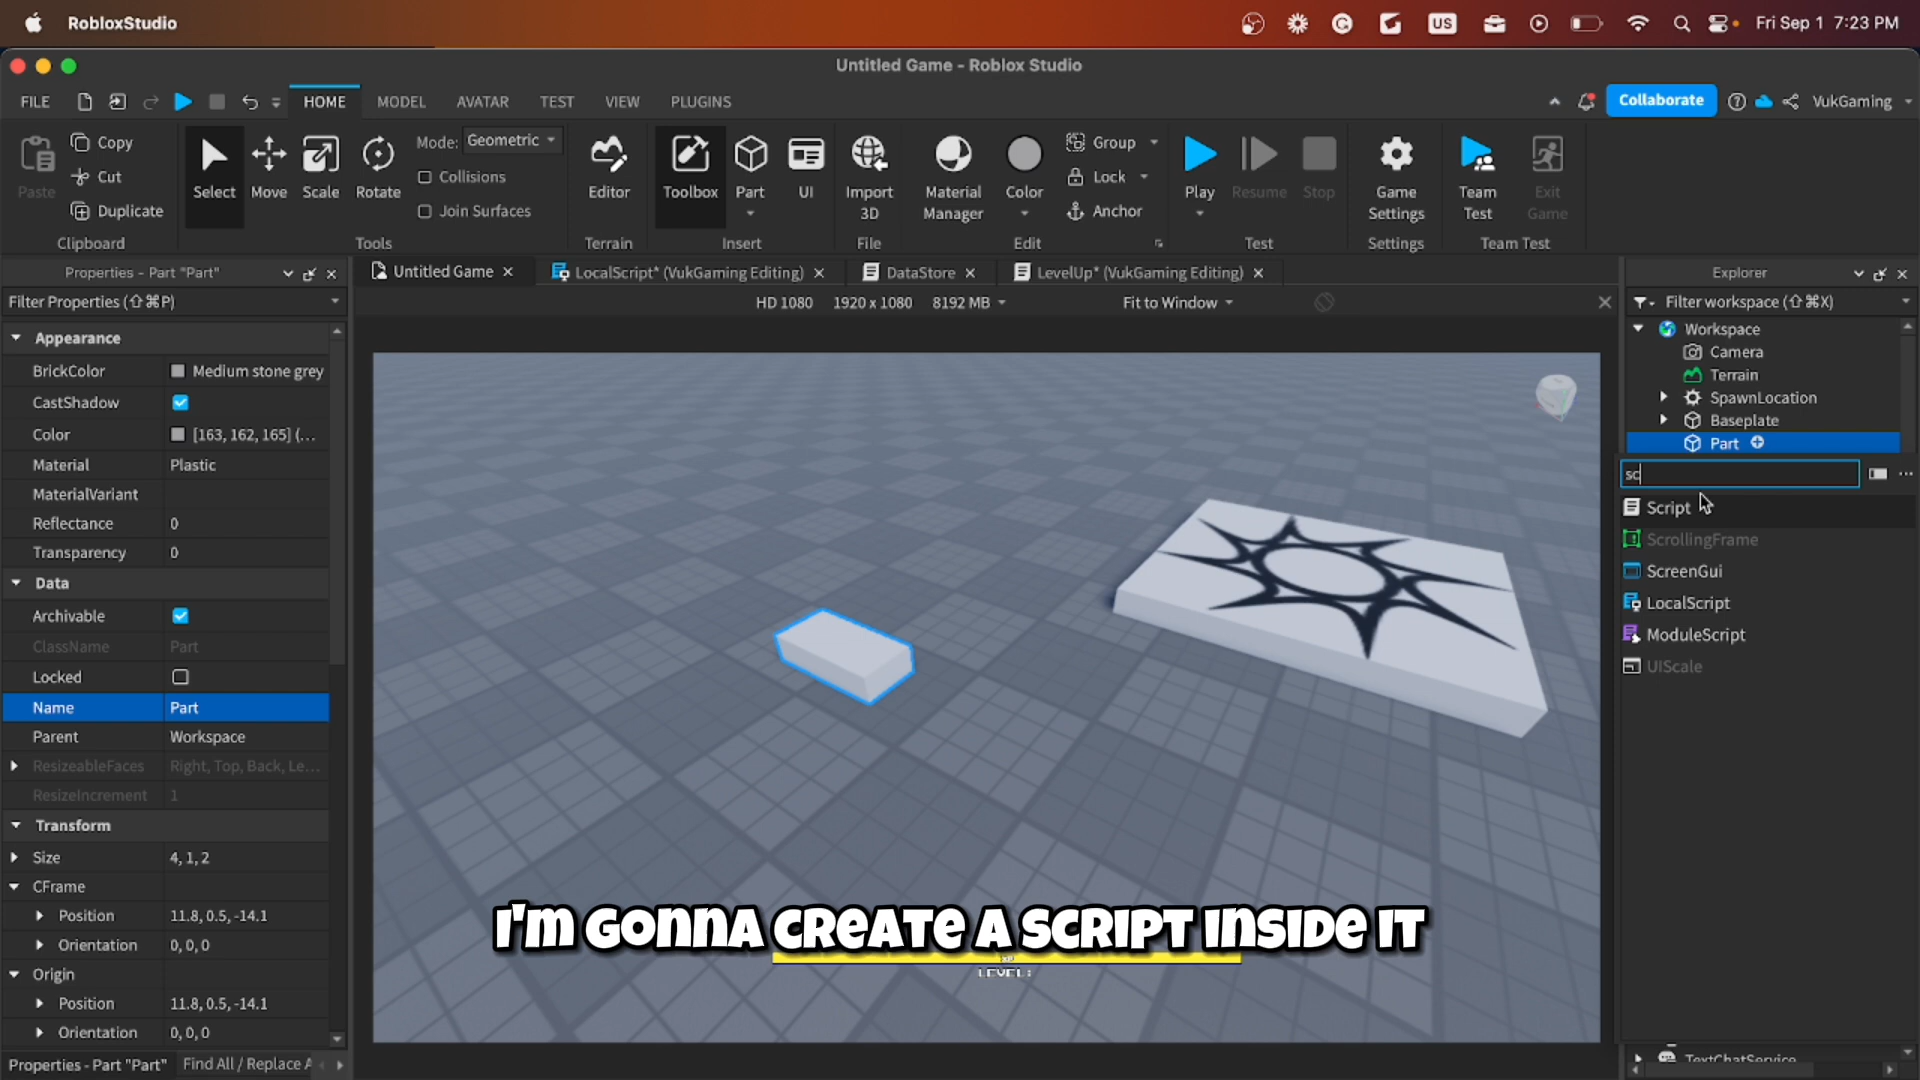 RobloxStudio
US
Fri Sep 1 7:23 PM
Untitled Game - Roblox Studio
FILE
HOME
MODEL
AVATAR
TEST
VIEW
PLUGINS
Collaborate
VukGaming
Paste
Copy
Cut
Duplicate
Clipboard
Select
Move
Scale
Rotate
Mode: Geometric
Collisions
Join Surfaces
Tools
Editor
Terrain
Toolbox
Part
UI
Insert
Import
3D
File
Material
Manager
Color
Group
Lock
Anchor
Edit
Play
Resume
Stop
Test
Game
Settings
Settings
Team
Test
Exit
Game
Team Test
Properties - Part "Part"
Untitled Game
LocalScript* (VukGaming Editing)
DataStore
LevelUp* (VukGaming Editing)
Explorer
Filter Properties (⇧⌘P)
HD 1080 1920 x 1080 8192 MB
Fit to Window
Filter workspace (⇧⌘X)
Appearance
BrickColor Medium stone grey
CastShadow
Color [163, 162, 165] (...
Material Plastic
MaterialVariant
Reflectance 0
Transparency 0
Data
Archivable
ClassName Part
Locked
Name Part
Parent Workspace
ResizeableFaces Right, Top, Back, Le...
ResizeIncrement 1
Transform
Size 4, 1, 2
CFrame
Position 11.8, 0.5, -14.1
Orientation 0, 0, 0
Origin
Position 11.8, 0.5, -14.1
Orientation 0, 0, 0
Properties - Part "Part"
Find All / Replace A
Workspace
Camera
Terrain
SpawnLocation
Baseplate
Part
sc
Script
ScrollingFrame
ScreenGui
LocalScript
ModuleScript
UIScale
TextChatService
I'm gonna create a script inside it
LEVEL: